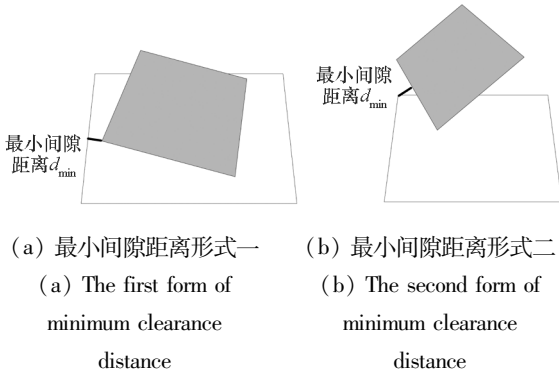 最小间隙
距离dmin
最小间隙
距离dmin
(a) 最小间隙距离形式一
(a) The first form of
minimum clearance
distance
(b) 最小间隙距离形式二
(b) The second form of
minimum clearance
distance